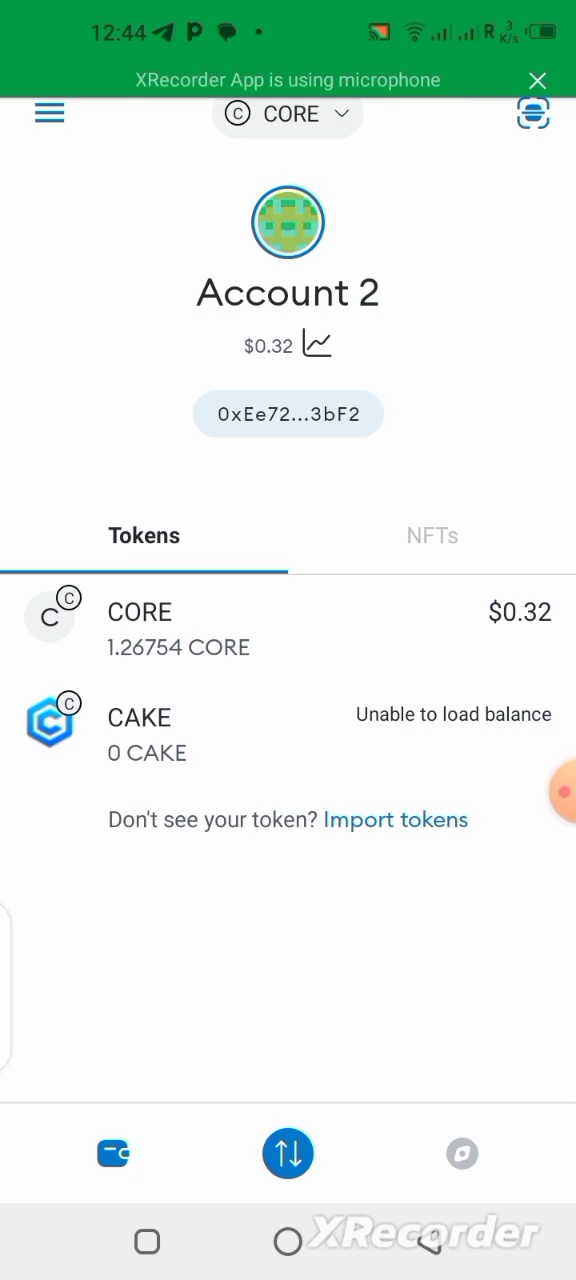 12:44
R 3 K/s
XRecorder App is using microphone
C CORE
Account 2
$0.32
0xEe72...3bF2
Tokens
NFTs
C C CORE $0.32
1.26754 CORE
C CAKE Unable to load balance
0 CAKE
Don't see your token? Import tokens
XRecorder